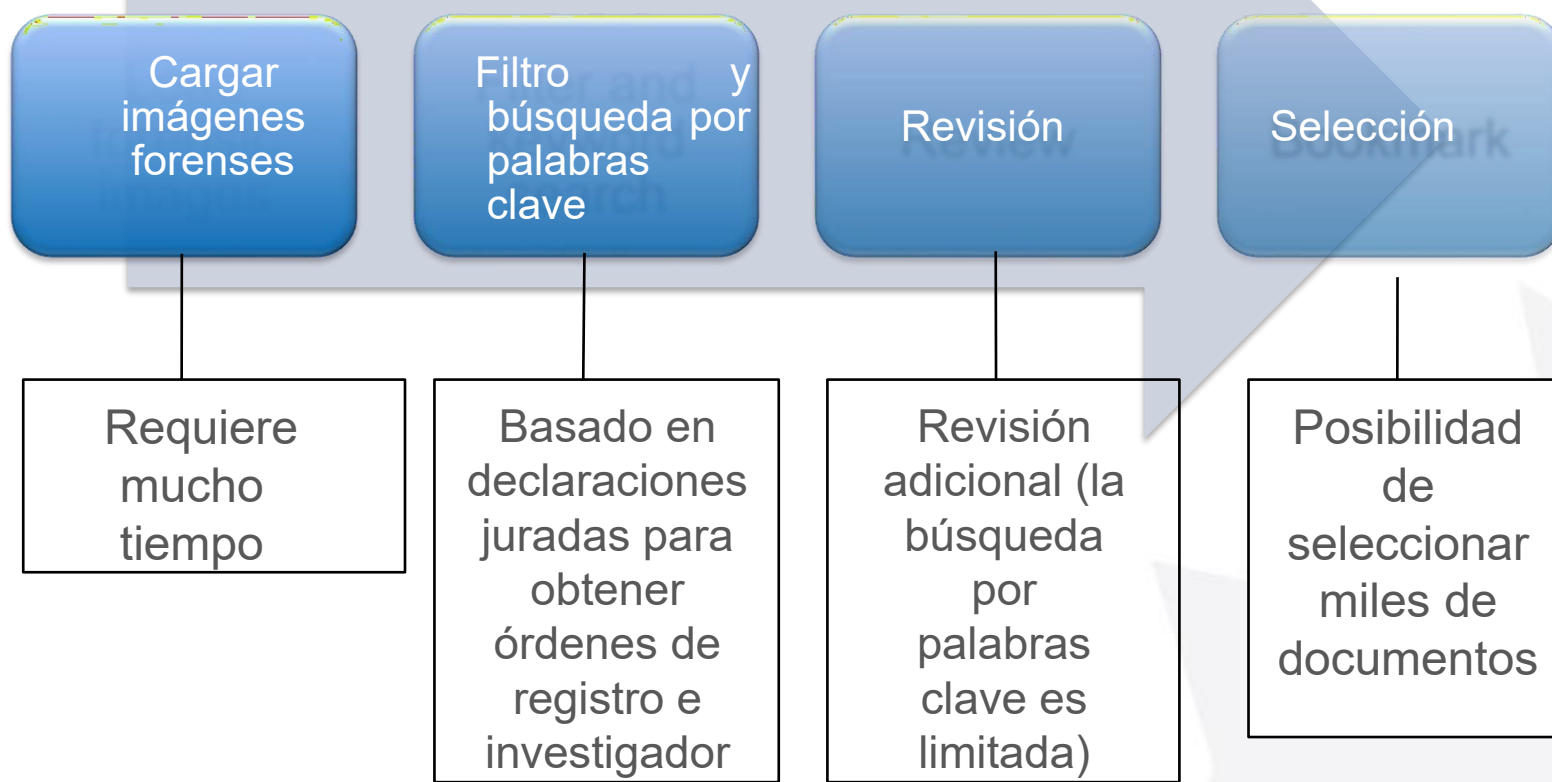 Cargar
imágenes
forenses
Filtro y
búsqueda por
palabras
clave
Revisión
Selección
Requiere
mucho
tiempo
Basado en
declaraciones
juradas para
obtener
órdenes de
registro e
investigador
Revisión
adicional (la
búsqueda
por
palabras
clave es
limitada)
Posibilidad
de
seleccionar
miles de
documentos